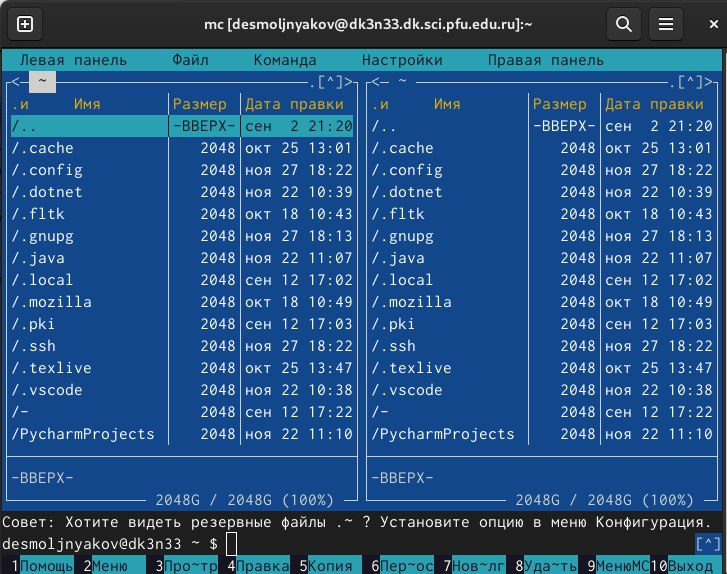 mc [desmoljnyakov@dk3n33.dk.sci.pfu.edu.ru]:~
Левая панель Файл Команда Настройки Правая панель
<— ~ .[^]> <— ~ .[^]>
.и Имя Размер Дата правки .и Имя Размер Дата правки
/.. -ВВЕРХ- сен 2 21:20 /.. -ВВЕРХ- сен 2 21:20
/.cache 2048 окт 25 13:01 /.cache 2048 окт 25 13:01
/.config 2048 ноя 27 18:22 /.config 2048 ноя 27 18:22
/.dotnet 2048 ноя 22 10:39 /.dotnet 2048 ноя 22 10:39
/.fltk 2048 окт 18 10:43 /.fltk 2048 окт 18 10:43
/.gnupg 2048 ноя 27 18:13 /.gnupg 2048 ноя 27 18:13
/.java 2048 ноя 22 11:07 /.java 2048 ноя 22 11:07
/.local 2048 сен 12 17:02 /.local 2048 сен 12 17:02
/.mozilla 2048 окт 18 10:49 /.mozilla 2048 окт 18 10:49
/.pki 2048 сен 12 17:03 /.pki 2048 сен 12 17:03
/.ssh 2048 ноя 27 18:22 /.ssh 2048 ноя 27 18:22
/.texlive 2048 окт 25 13:47 /.texlive 2048 окт 25 13:47
/.vscode 2048 ноя 22 10:38 /.vscode 2048 ноя 22 10:38
/- 2048 сен 12 17:22 /- 2048 сен 12 17:22
/PycharmProjects 2048 ноя 22 11:10 /PycharmProjects 2048 ноя 22 11:10
-ВВЕРХ- -ВВЕРХ-
2048G / 2048G (100%) 2048G / 2048G (100%)
Совет: Хотите видеть резервные файлы .~ ? Установите опцию в меню Конфигурация.
desmoljnyakov@dk3n33 ~ $ [^]
1Помощь 2Меню 3Про~тр 4Правка 5Копия 6Пер~ос 7Нов~лг 8Уда~ть 9МенюMC 10Выход